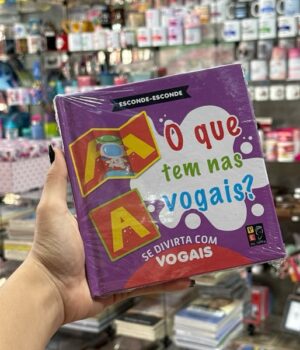 ESCONDE-ESCONDE
A
A
O que
tem nas
vogais?
SE DIVIRTA COM
VOGAIS